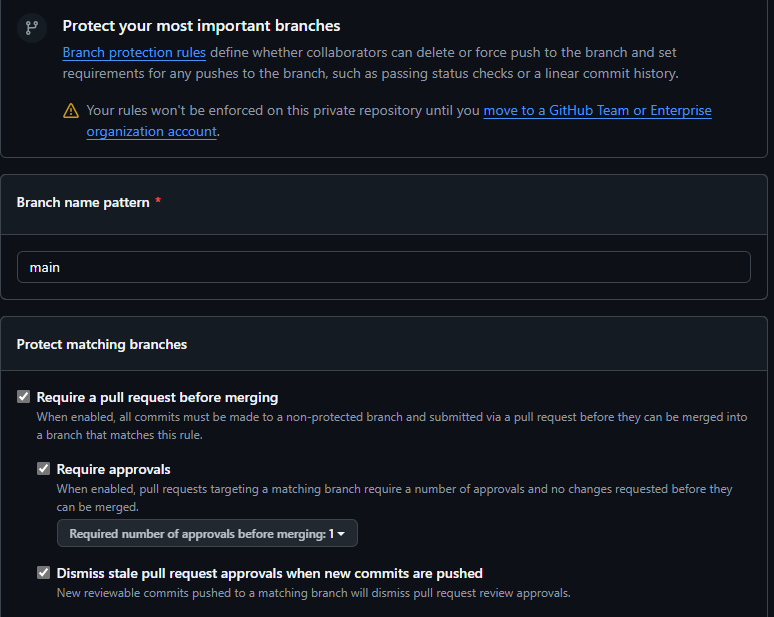 Protect your most important branches
Branch protection rules define whether collaborators can delete or force push to the branch and set
requirements for any pushes to the branch, such as passing status checks or a linear commit history.
Your rules won't be enforced on this private repository until you move to a GitHub Team or Enterprise
organization account.
Branch name pattern *
main
Protect matching branches
Require a pull request before merging
When enabled, all commits must be made to a non-protected branch and submitted via a pull request before they can be merged into
a branch that matches this rule.
Require approvals
When enabled, pull requests targeting a matching branch require a number of approvals and no changes requested before they
can be merged.
Required number of approvals before merging: 1
Dismiss stale pull request approvals when new commits are pushed
New reviewable commits pushed to a matching branch will dismiss pull request review approvals.